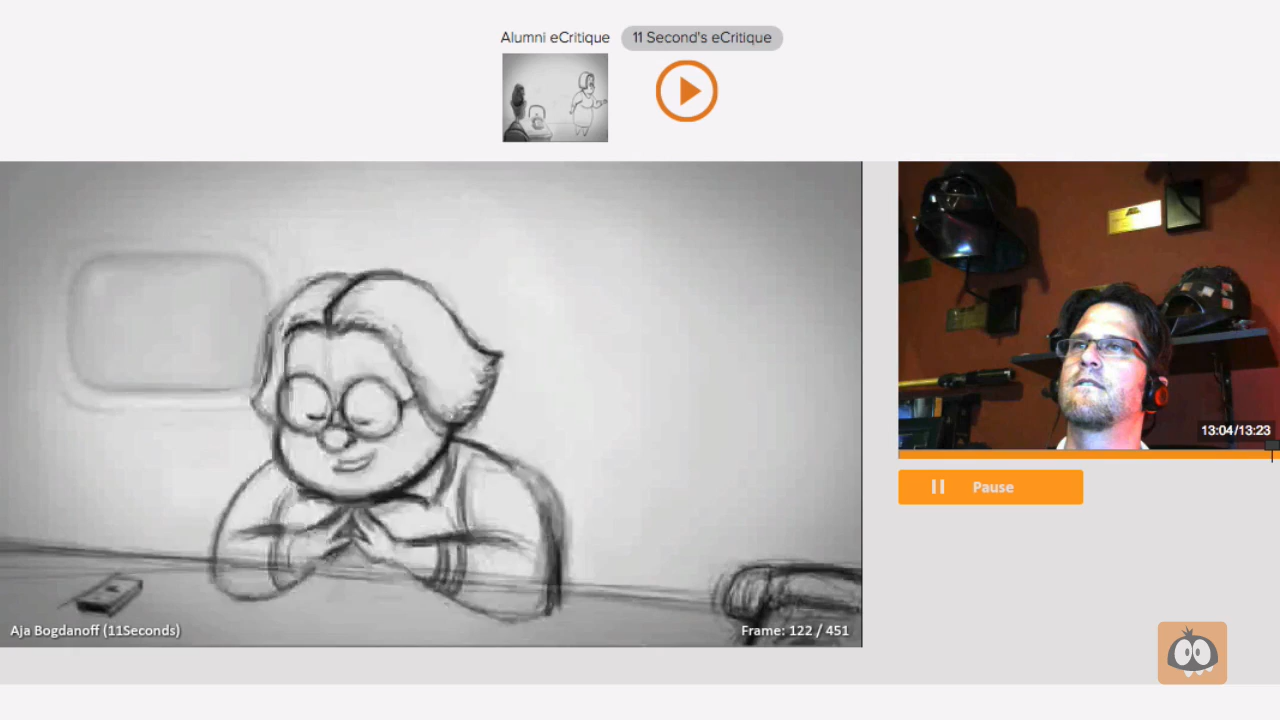 Alumni eCritique
11 Second's eCritique
13:04/13:23
Pause
Aja Bogdanoff (11Seconds)
Frame: 122 / 451